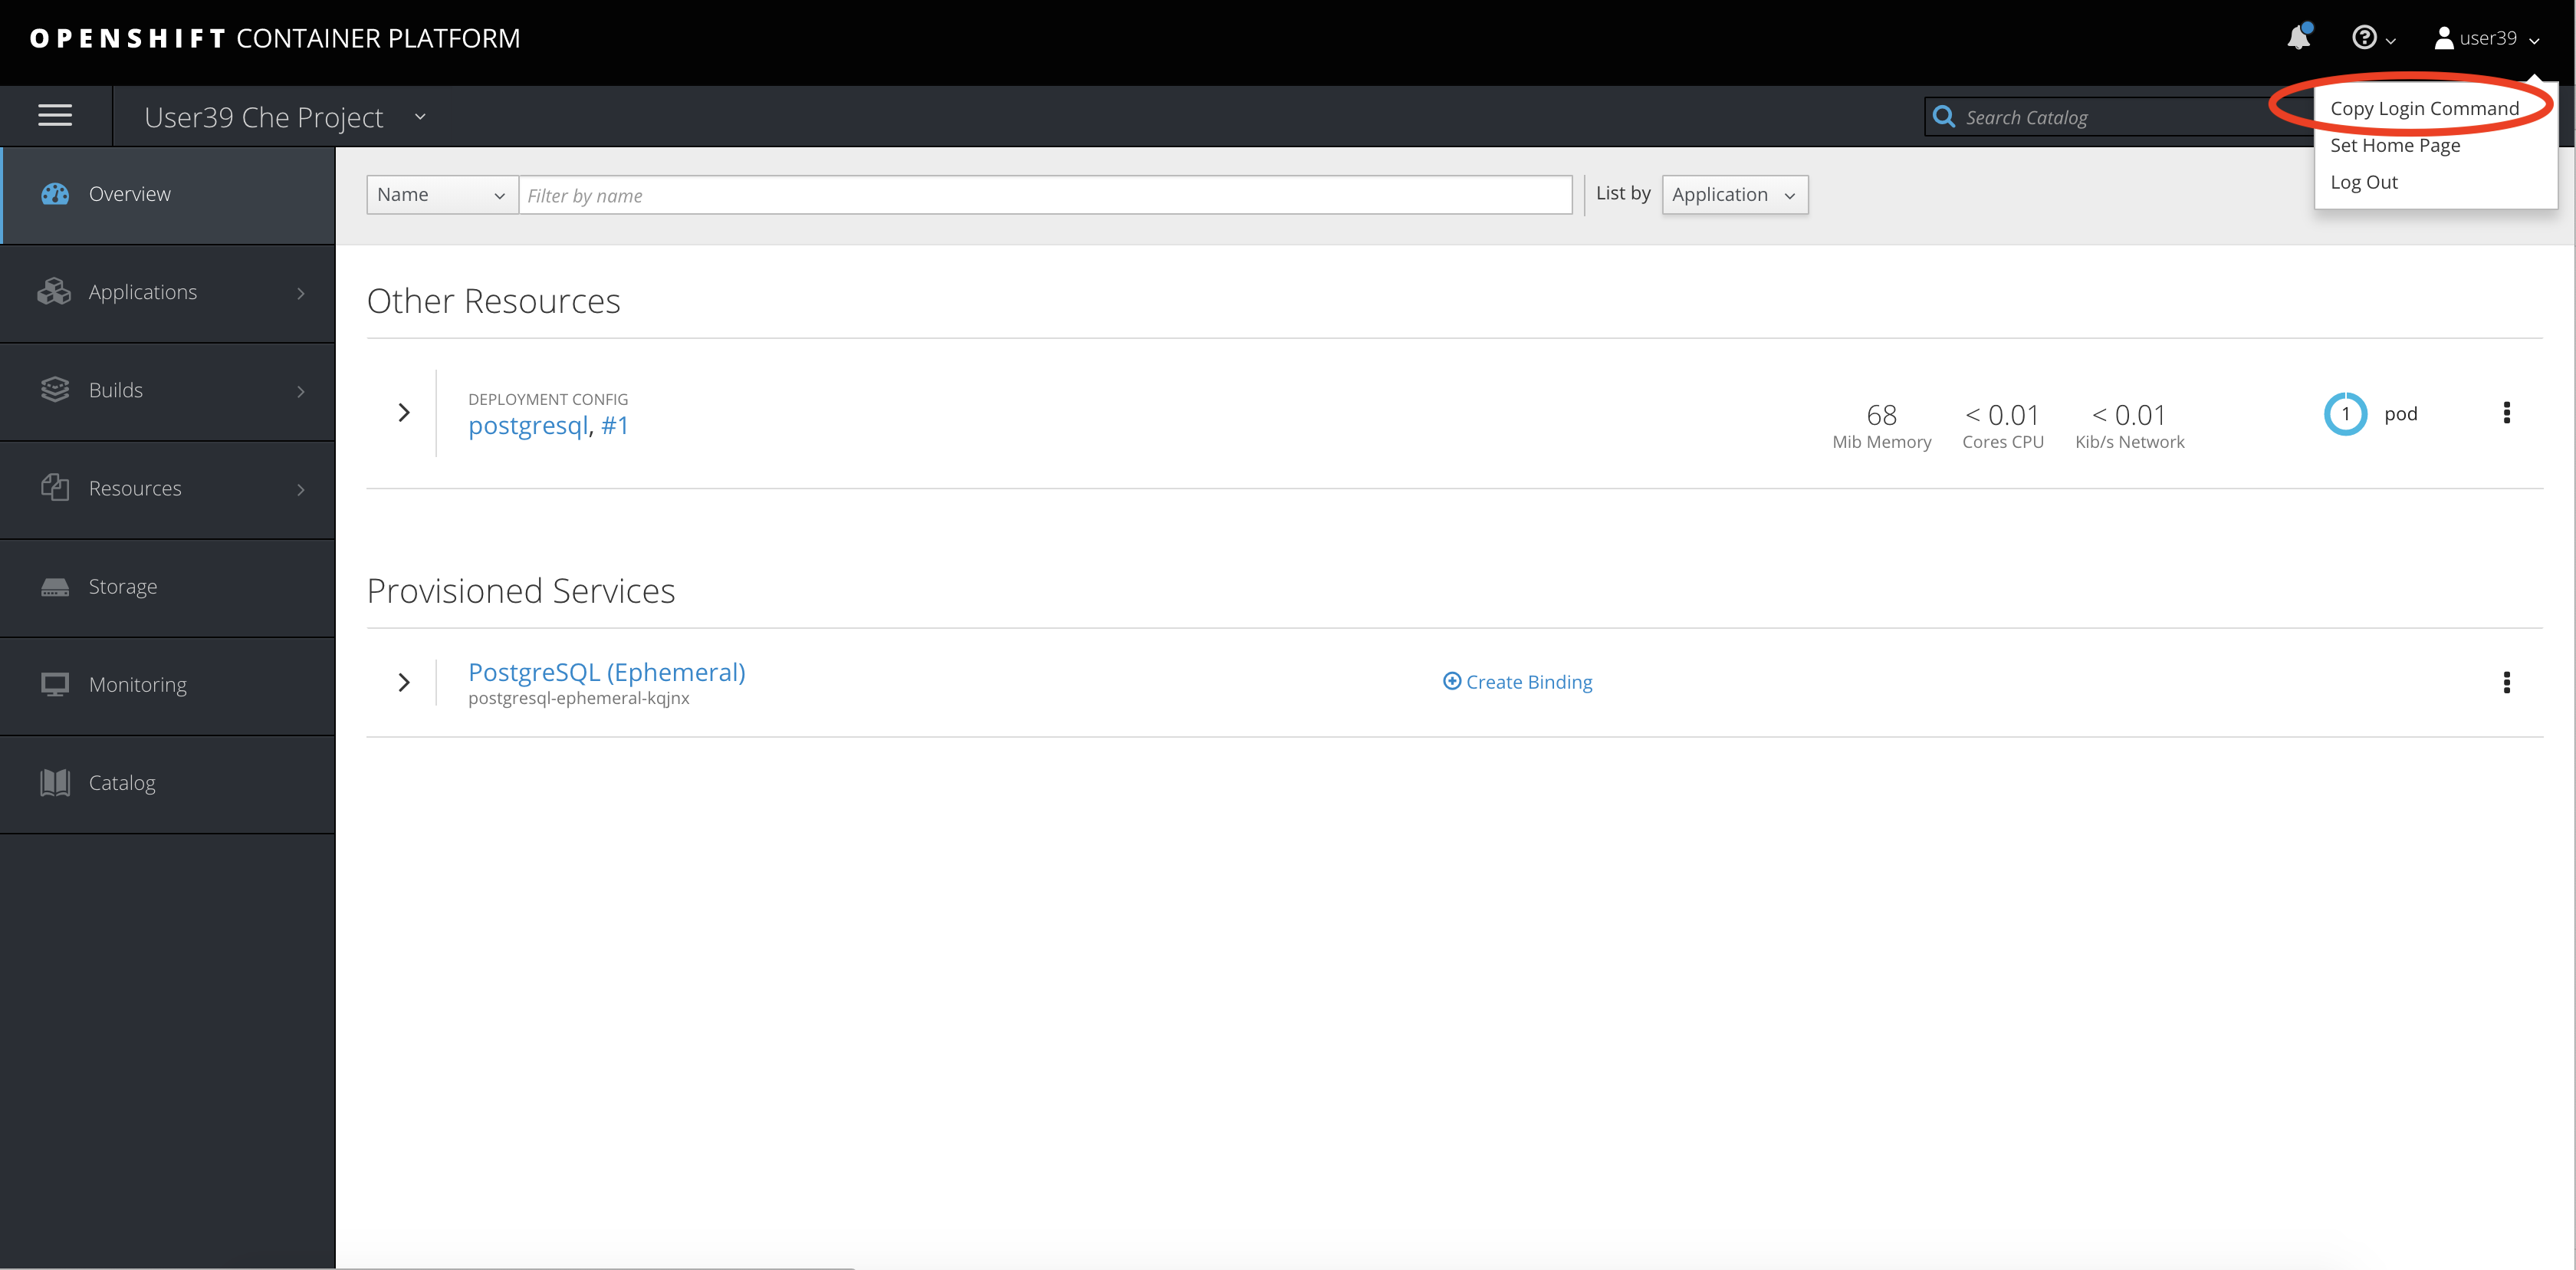 OPENSHIFT CONTAINER PLATFORM
user39
User39 Che Project
Search Catalog
Copy Login Command
Set Home Page
Log Out
Overview
Applications
Builds
Resources
Storage
Monitoring
Catalog
Name
Filter by name
List by
Application
Other Resources
DEPLOYMENT CONFIG
postgresql, #1
68
Mib Memory
< 0.01
Cores CPU
< 0.01
Kib/s Network
1
pod
Provisioned Services
PostgreSQL (Ephemeral)
postgresql-ephemeral-kqjnx
Create Binding